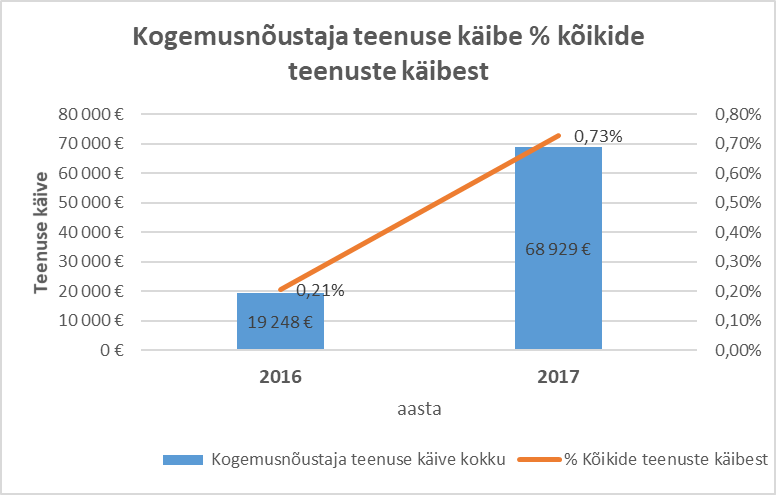 Kogemusnõustaja teenuse käibe % kõikide
teenuste käibest
Teenuse käive
80 000 €
70 000 €
60 000 €
50 000 €
40 000 €
30 000 €
20 000 €
10 000 €
0 €
0,80%
0,70%
0,60%
0,50%
0,40%
0,30%
0,20%
0,10%
0,00%
0,73%
68 929 €
0,21%
19 248 €
2016
2017
aasta
Kogemusnõustaja teenuse käive kokku
% Kõikide teenuste käibest